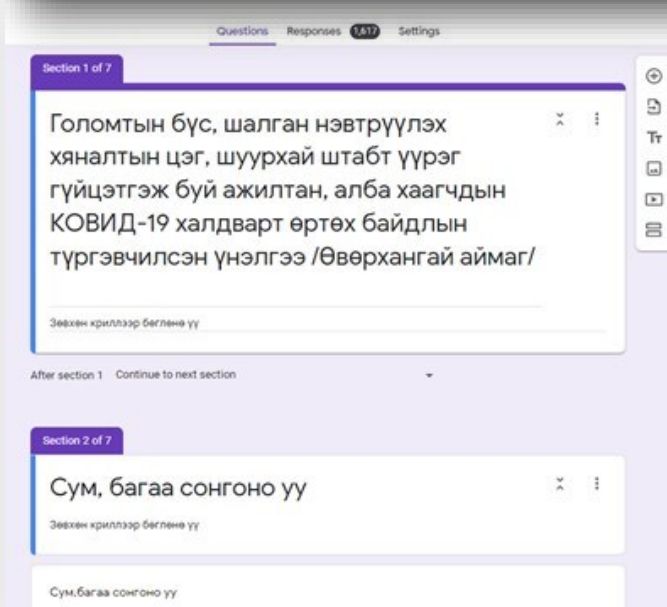 Questions Responses 1,617 Settings
Section 1 of 7
Голомтын бүс, шалган нэвтрүүлэх
хяналтын цэг, шуурхай штабт үүрэг
гүйцэтгэж буй ажилтан, алба хаагчдын
КОВИД-19 халдварт өртөх байдлын
түргэвчилсэн үнэлгээ /Өвөрхангай аймаг/
Зөвхөн криллээр бөглөнө үү
After section 1 Continue to next section
Section 2 of 7
Сум, багаа сонгоно уу
Зөвхөн криллээр бөглөнө үү
Сум,багаа сонгоно уу